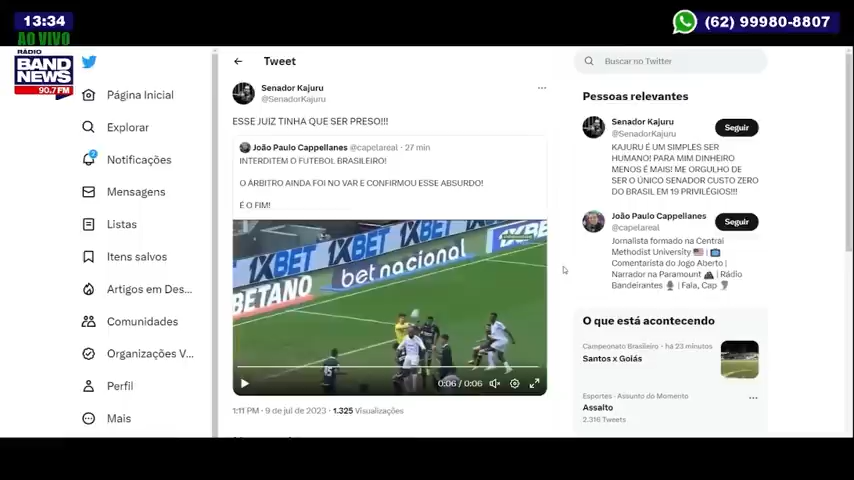 13:34
AO VIVO
RÁDIO
BAND
NEWS
90.7 FM
(62) 99980-8807
Página Inicial
Explorar
2
Notificações
Mensagens
Listas
Itens salvos
Artigos em Des...
Comunidades
Organizações V...
Perfil
Mais
Tweet
Senador Kajuru
@SenadorKajuru
ESSE JUIZ TINHA QUE SER PRESO!!!
João Paulo Cappellanes @capelareal · 27 min
INTERDITEM O FUTEBOL BRASILEIRO!
O ÁRBITRO AINDA FOI NO VAR E CONFIRMOU ESSE ABSURDO!
É O FIM!
1XBET 1XBET 1XBET
bet nacional
BETANO
0:06 / 0:06
1:11 PM · 9 de jul de 2023 · 1.325 Visualizações
Buscar no Twitter
Pessoas relevantes
Senador Kajuru
@SenadorKajuru
Seguir
KAJURU É UM SIMPLES SER
HUMANO! PARA MIM DINHEIRO
MENOS É MAIS! ME ORGULHO DE
SER O ÚNICO SENADOR CUSTO ZERO
DO BRASIL EM 19 PRIVILÉGIOS!!!
João Paulo Cappellanes
@capelareal
Seguir
Jornalista formado na Central
Methodist University 🇺🇸 |
Comentarista do Jogo Aberto |
Narrador na Paramount | Rádio
Bandeirantes | Fala, Cap
O que está acontecendo
Campeonato Brasileiro · há 23 minutos
Santos x Goiás
Esportes · Assunto do Momento
Assalto
2.316 Tweets